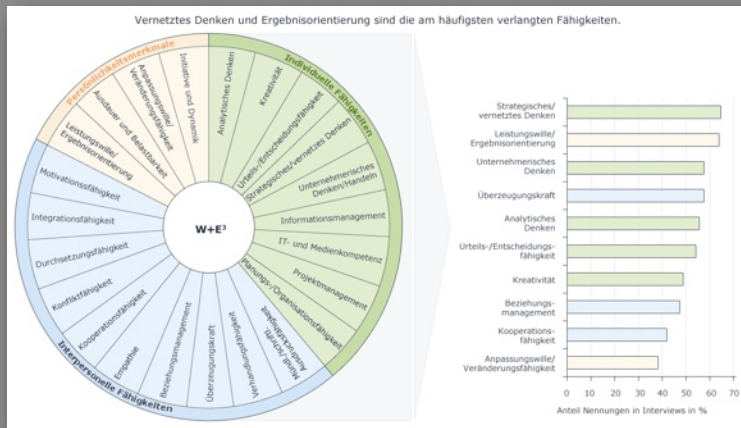 Vernetztes Denken und Ergebnisorientierung sind die am häufigsten verlangten Fähigkeiten.
Persönlichkeitsmerkmale
Leistungswille/
Ergebnisorientierung
Ausdauer und Belastbarkeit
Anpassungswille/
Veränderungsfähigkeit
Initiative und Dynamik
Individuelle Fähigkeiten
Analytisches Denken
Kreativität
Urteils-/Entscheidungsfähigkeit
Strategisches/vernetzes Denken
Unternehmerisches
Denken/Handeln
Informationsmanagement
IT- und Medienkompetenz
Projektmanagement
Planungs-/Organisationsfähigkeit
Interpersonelle Fähigkeiten
Mündl./schriftl.
Ausdrucksfähigkeit
Verhandlungsfähigkeit
Überzeugungskraft
Beziehungsmanagement
Empathie
Kooperationsfähigkeit
Konfliktfähigkeit
Durchsetzungsfähigkeit
Integrationsfähigkeit
Motivationssfähigkeit
W+E³
Strategisches/
vernetztes Denken
Leistungswille/
Ergebnisorientierung
Unternehmerisches
Denken
Überzeugungskraft
Analytisches
Denken
Urteils-/Entscheidungs-
fähigkeit
Kreativität
Beziehungs-
management
Kooperations-
fähigkeit
Anpassungswille/
Veränderungsfähigkeit
0 10 20 30 40 50 60 70
Anteil Nennungen in Interviews in %